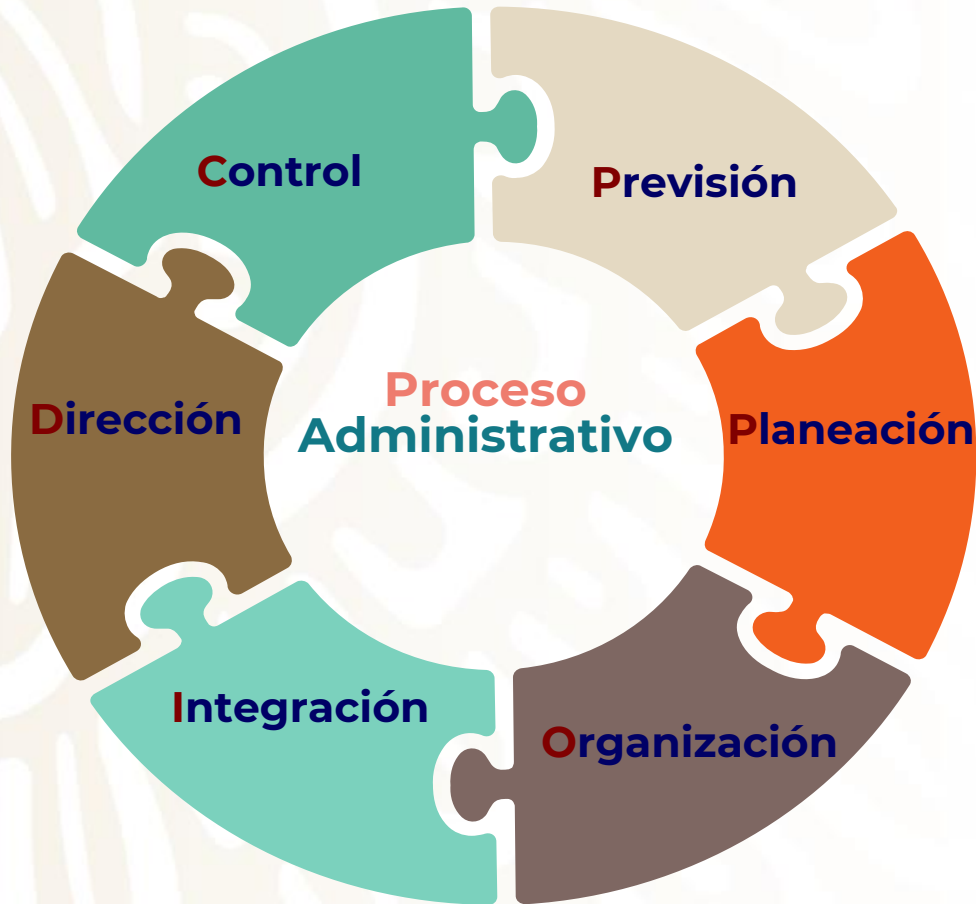 Control
Previsión
Proceso
Administrativo
Dirección
Planeación
Integración
Organización